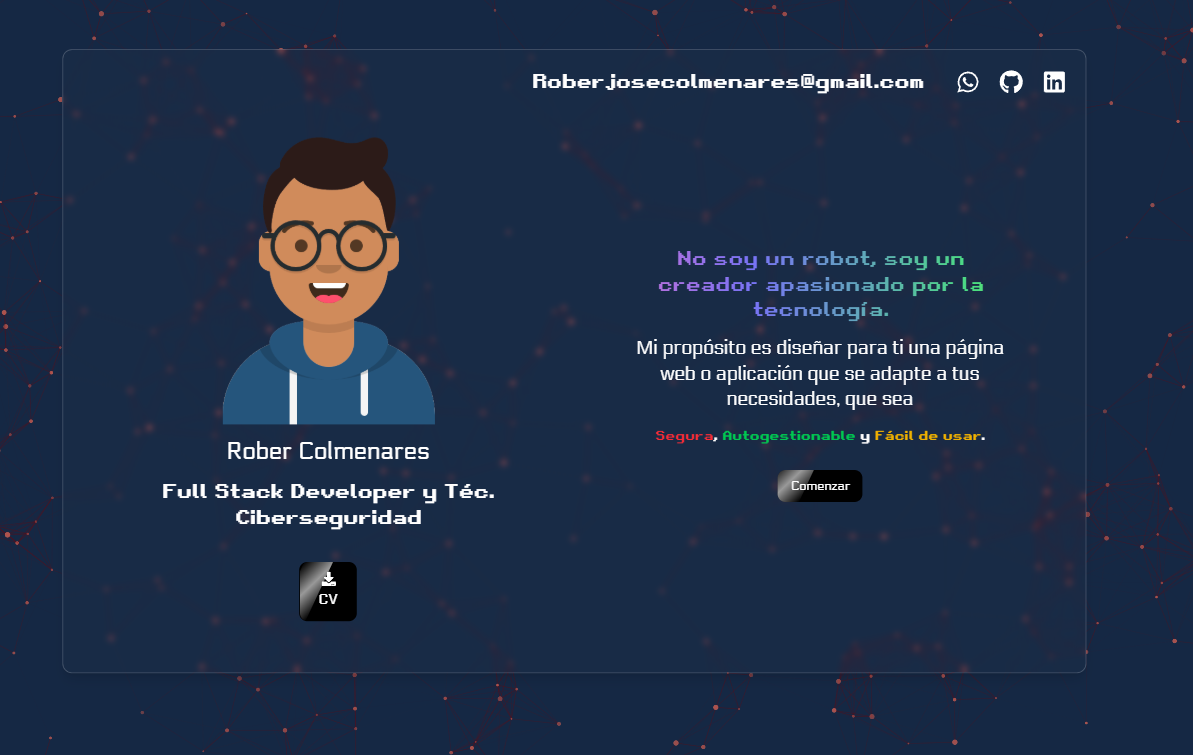 Roberjosecolmenares@gmail.com
Rober Colmenares
Full Stack Developer y Téc.
Ciberseguridad
CV
No soy un robot, soy un
creador apasionado por la
tecnología.
Mi propósito es diseñar para ti una página
web o aplicación que se adapte a tus
necesidades, que sea
Segura, Autogestionable y Fácil de usar.
Comenzar